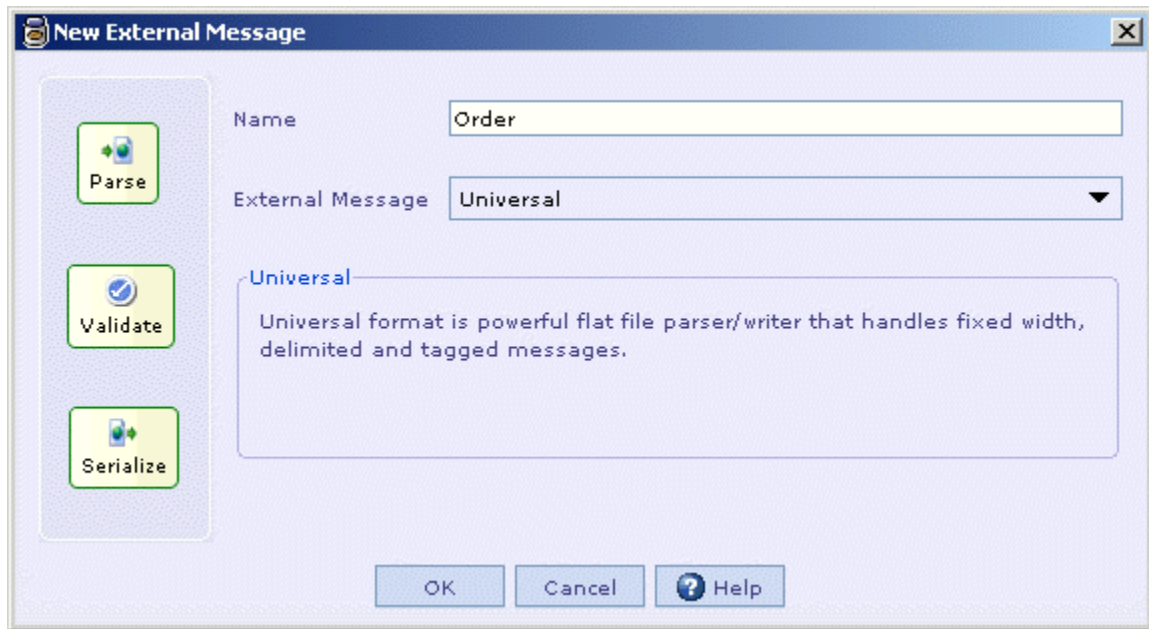 New External Message
Parse
Validate
Serialize
Name
Order
External Message
Universal
Universal
Universal format is powerful flat file parser/writer that handles fixed width,
delimited and tagged messages.
OK
Cancel
Help